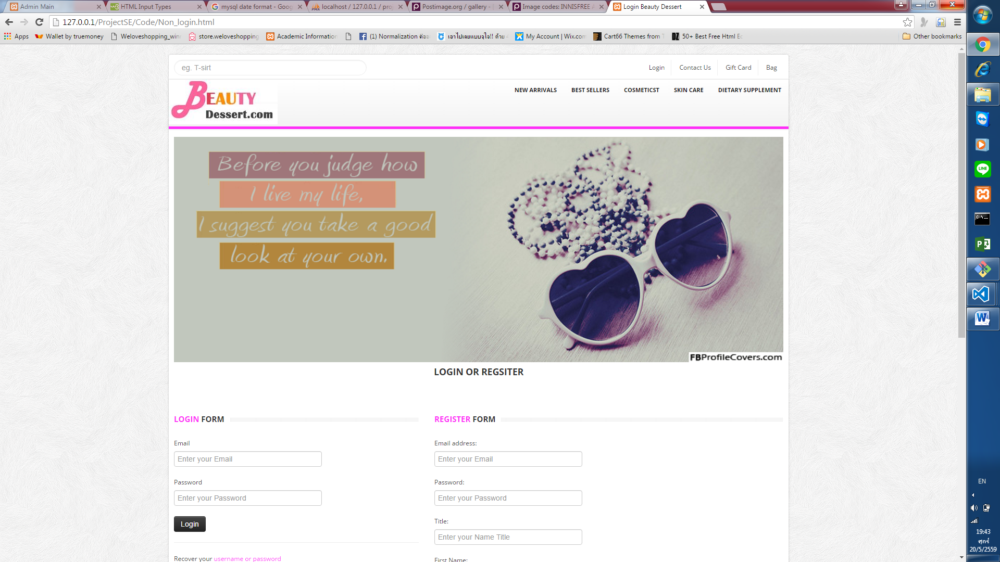 Admin Main
HTML Input Types
mysql date format - Goog
localhost / 127.0.0.1 / pro
Postimage.org / gallery -
Image codes: INNISFREE A
Login Beauty Dessert
127.0.0.1/ProjectSE/Code/Non_login.html
Apps
Wallet by truemoney
Weloveshopping_win
store.weloveshopping
Academic Information
(1) Normalization คือ
เอาไปเลยแบบจุใจ!! ด้วย
My Account | Wix.com
Cart66 Themes from T
50+ Best Free Html Ec
Other bookmarks
eg. T-sirt
Login
Contact Us
Gift Card
Bag
BEAUTY
Dessert.com
NEW ARRIVALS
BEST SELLERS
COSMETICST
SKIN CARE
DIETARY SUPPLEMENT
Before you judge how
I live my life,
I suggest you take a good
look at your own.
FBProfileCovers.com
LOGIN OR REGSITER
LOGIN FORM
Email
Enter your Email
Password
Enter your Password
Login
Recover your username or password
REGISTER FORM
Email address:
Enter your Email
Password:
Enter your Password
Title:
Enter your Name Title
First Name:
EN
19:43
ศุกร์
20/5/2559